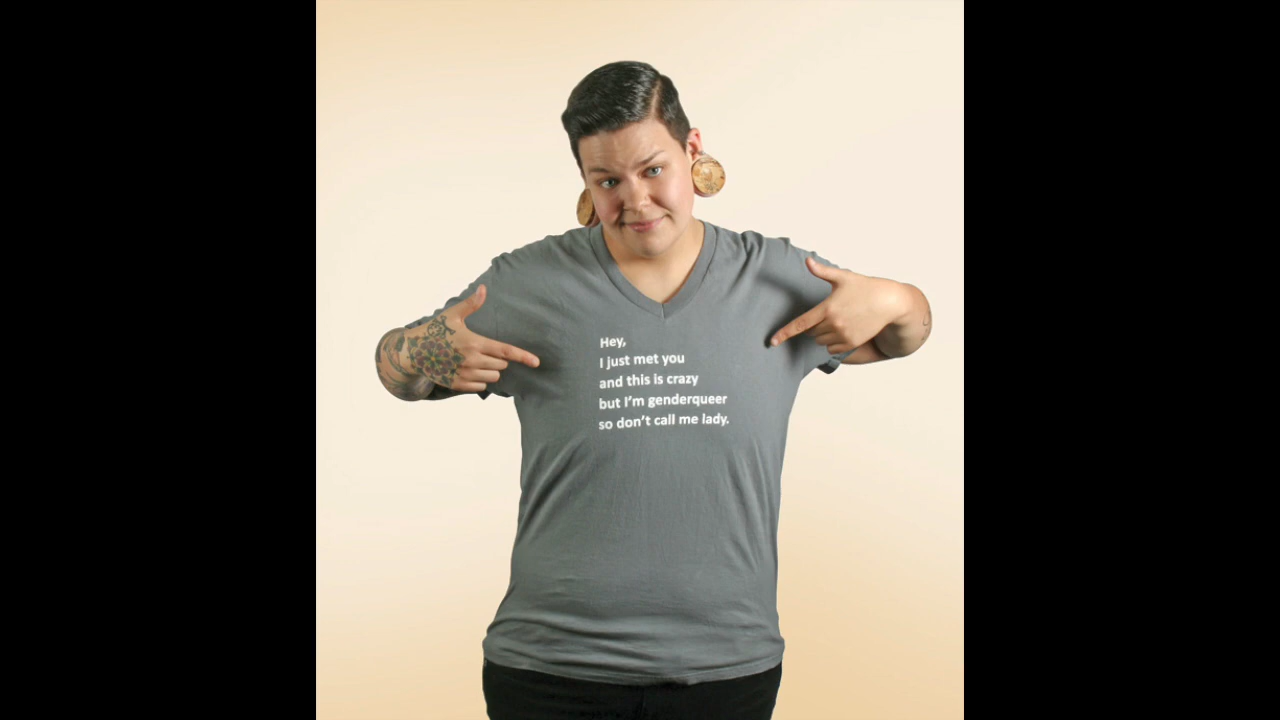 Hey,
I just met you
and this is crazy
but I'm genderqueer
so don't call me lady.